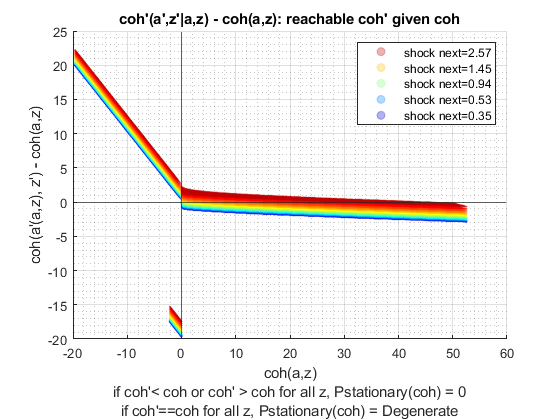 coh'(a',z'|a,z) - coh(a,z): reachable coh' given coh
25
20
15
10
5
0
-5
-10
-15
-20
coh(a'(a,z), z') - coh(a,z)
shock next=2.57
shock next=1.45
shock next=0.94
shock next=0.53
shock next=0.35
-20 -10 0 10 20 30 40 50 60
coh(a,z)
if coh'< coh or coh' > coh for all z, Pstationary(coh) = 0
if coh'==coh for all z, Pstationary(coh) = Degenerate